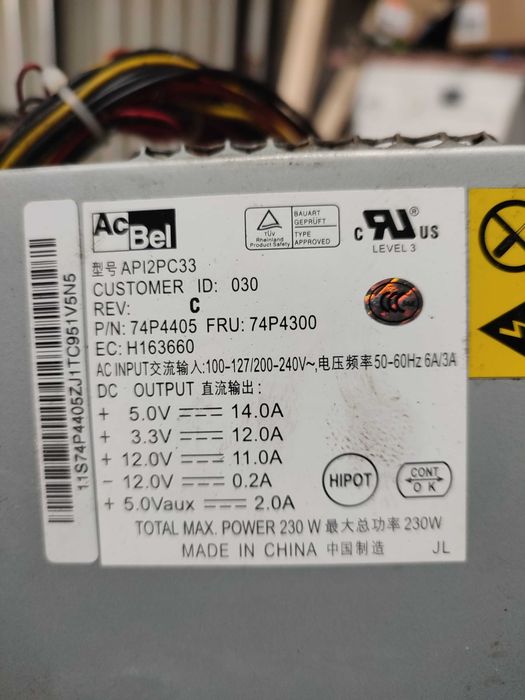 AcBel
TÜV
Rheinland
Product Safety
BAUART
GEPRÜFT
TYPE
APPROVED
C RU ® US
LEVEL 3
型号 API2PC33
CUSTOMER ID: 030
REV: C
P/N: 74P4405 FRU: 74P4300
EC: H163660
AC INPUT交流输入:100-127/200-240V~,电压频率50-60Hz 6A/3A
DC OUTPUT 直流输出:
+ 5.0V 14.0A
+ 3.3V 12.0A
+ 12.0V 11.0A
- 12.0V 0.2A
+ 5.0Vaux 2.0A
HIPOT
CONT
OK
TOTAL MAX. POWER 230 W 最大总功率 230W
MADE IN CHINA 中国制造 JL
11S74P4405ZJ1TC951V5N5